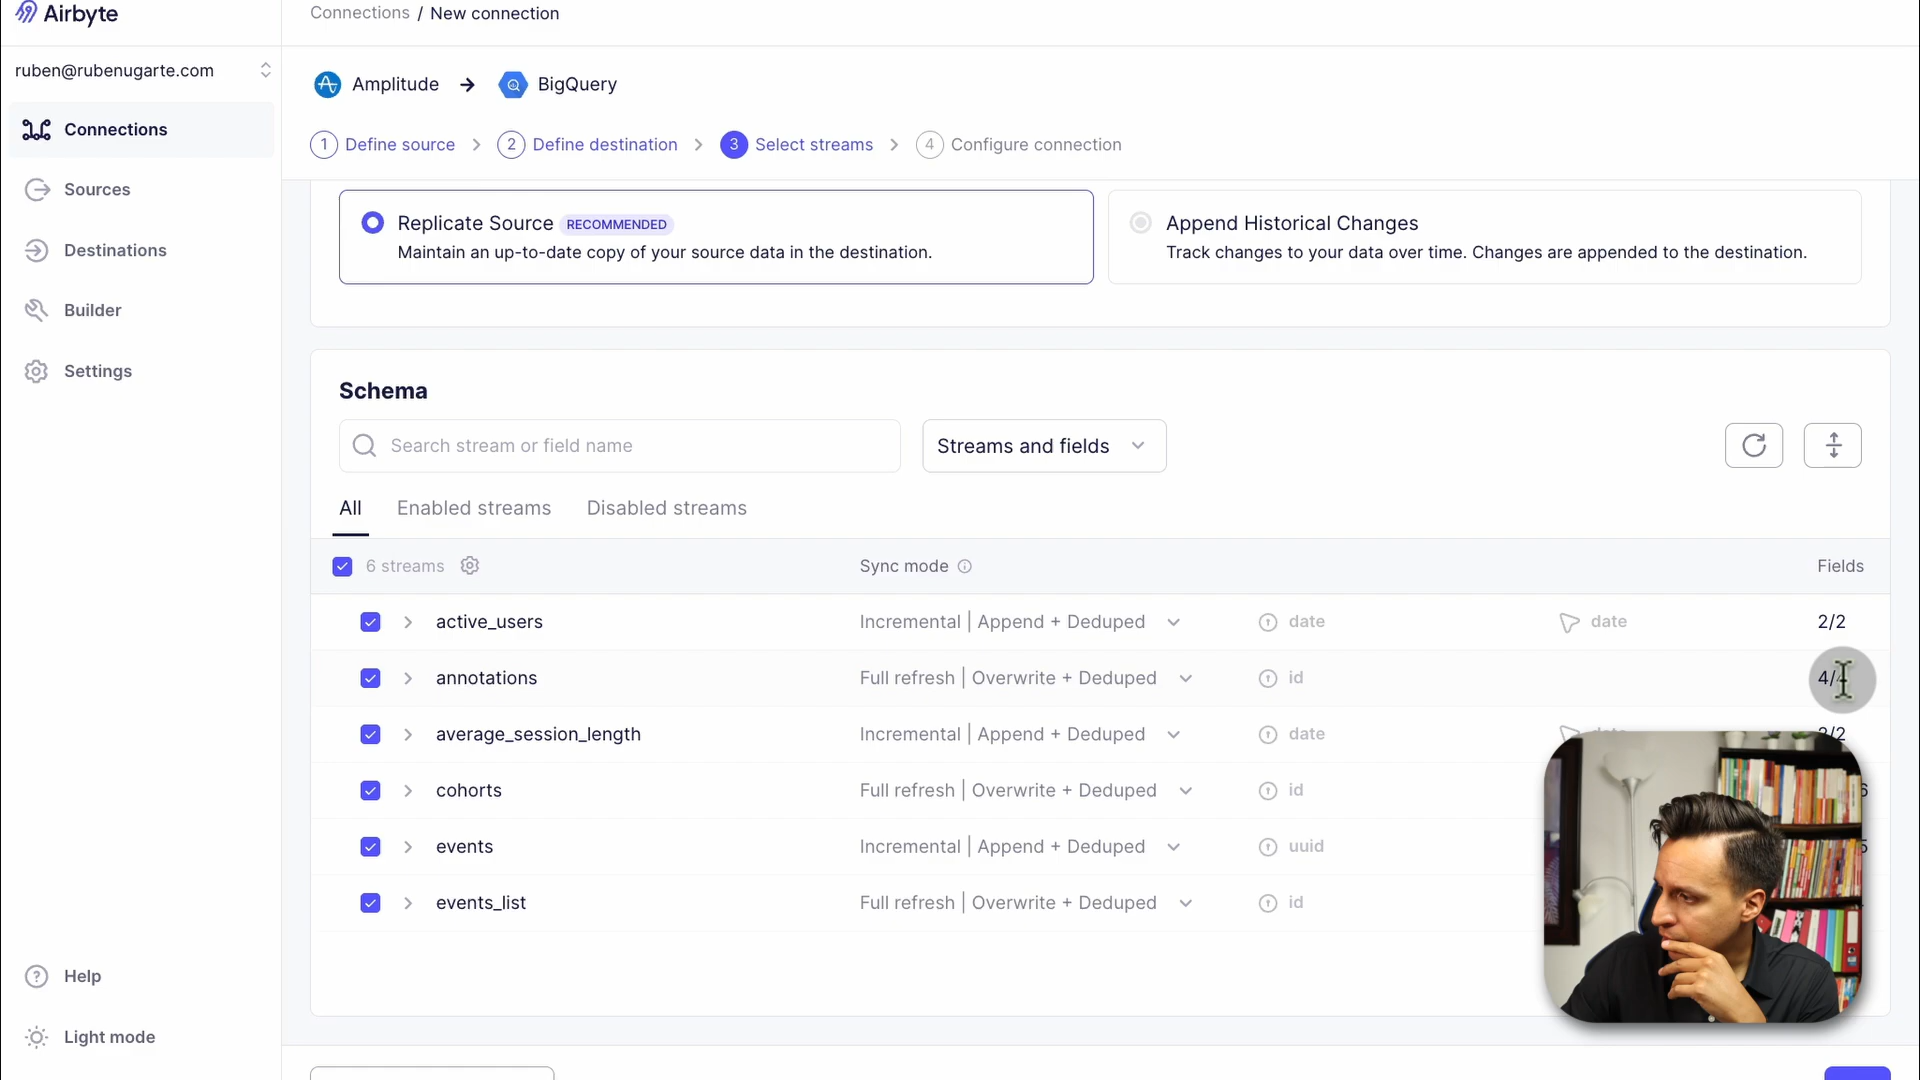 Airbyte
Connections / New connection
ruben@rubenugarte.com
Amplitude → BigQuery
Connections
1 Define source > 2 Define destination > 3 Select streams > 4 Configure connection
Sources
Replicate Source RECOMMENDED
Maintain an up-to-date copy of your source data in the destination.
Append Historical Changes
Track changes to your data over time. Changes are appended to the destination.
Destinations
Builder
Settings
Schema
Search stream or field name
Streams and fields
All Enabled streams Disabled streams
6 streams Sync mode Fields
active_users Incremental | Append + Deduped date date 2/2
annotations Full refresh | Overwrite + Deduped id 4/
average_session_length Incremental | Append + Deduped date 2/2
cohorts Full refresh | Overwrite + Deduped id
events Incremental | Append + Deduped uuid
events_list Full refresh | Overwrite + Deduped id
Help
Light mode